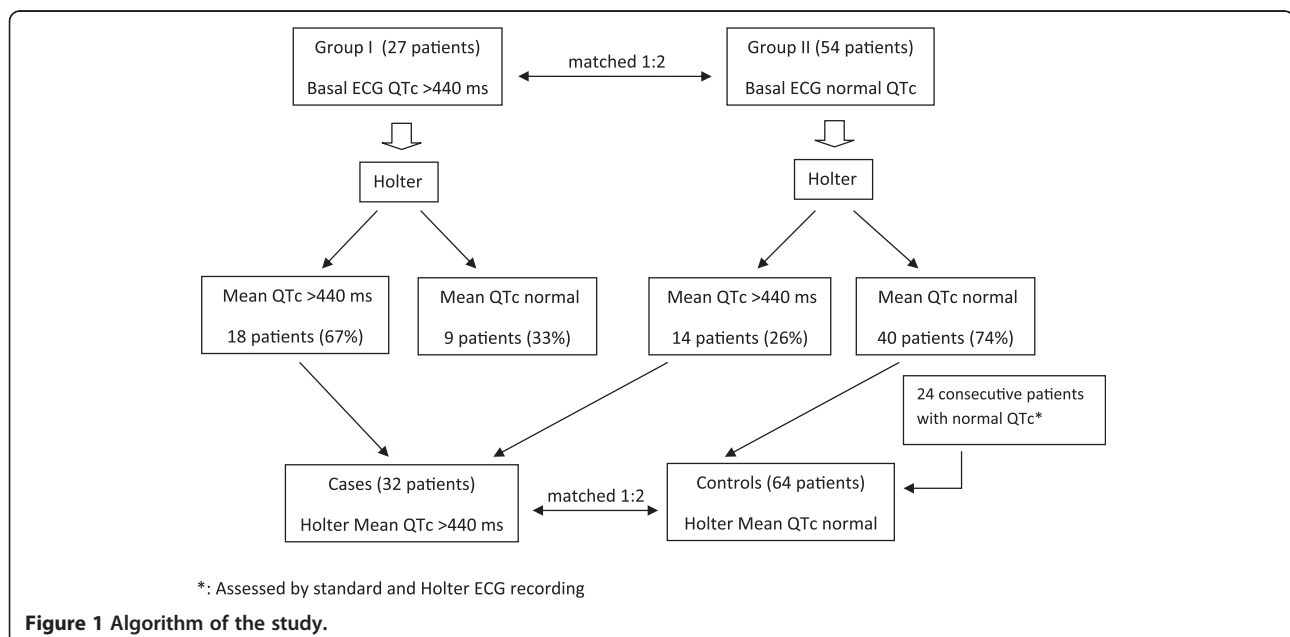 Group I (27 patients)
Basal ECG QTc >440 ms
matched 1:2
Group II (54 patients)
Basal ECG normal QTc
Holter
Holter
Mean QTc >440 ms
18 patients (67%)
Mean QTc normal
9 patients (33%)
Mean QTc >440 ms
14 patients (26%)
Mean QTc normal
40 patients (74%)
24 consecutive patients
with normal QTc*
Cases (32 patients)
Holter Mean QTc >440 ms
matched 1:2
Controls (64 patients)
Holter Mean QTc normal
*: Assessed by standard and Holter ECG recording
Figure 1 Algorithm of the study.